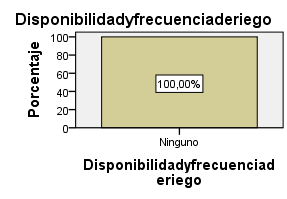 Disponibilidadyfrecuenciaderiego
Porcentaje
100
80
60
40
20
0
100,00%
Ninguno
Disponibilidadyfrecuenciad
eriego